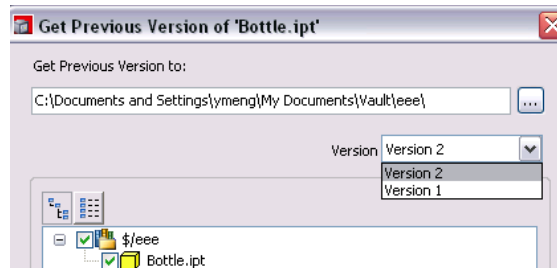 Get Previous Version of 'Bottle.ipt'
Get Previous Version to:
C:\Documents and Settings\ymeng\My Documents\Vault\eee\
...
Version Version 2
Version 2
Version 1
$/eee
Bottle.ipt